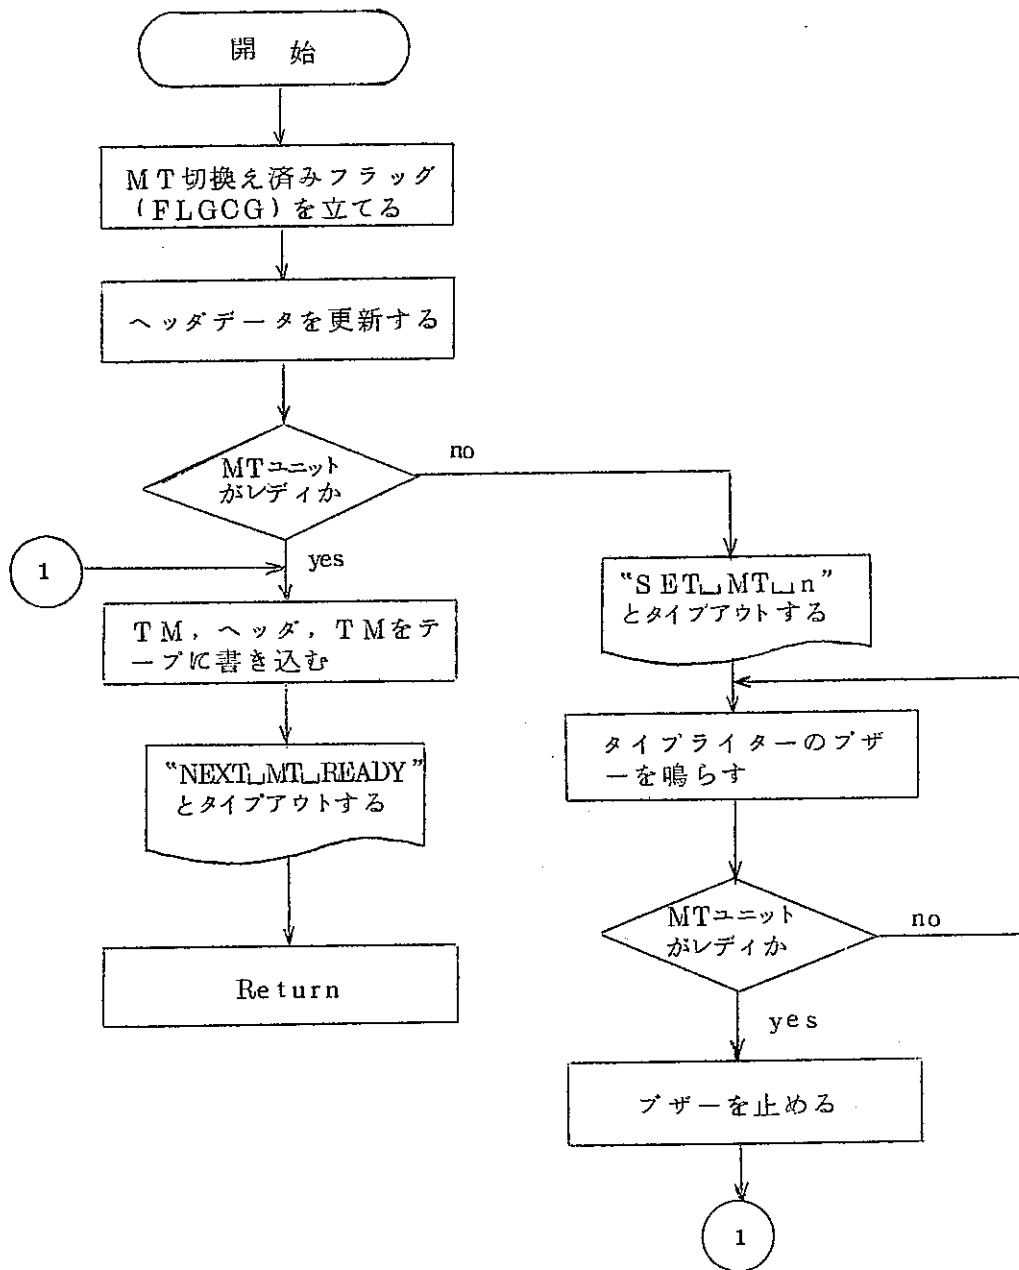 開 始
MT切換え済みフラッグ
(FLGCG)を立てる
ヘッダデータを更新する
MTユニット
がレディか
no
yes
1
TM,ヘッダ,TMをテ
ープに書き込む
"NEXT␣MT␣READY"
とタイプアウトする
Return
"SET␣MT␣n"
とタイプアウトする
タイプライターのブザ
ーを鳴らす
MTユニット
がレディか
no
yes
ブザーを止める
1